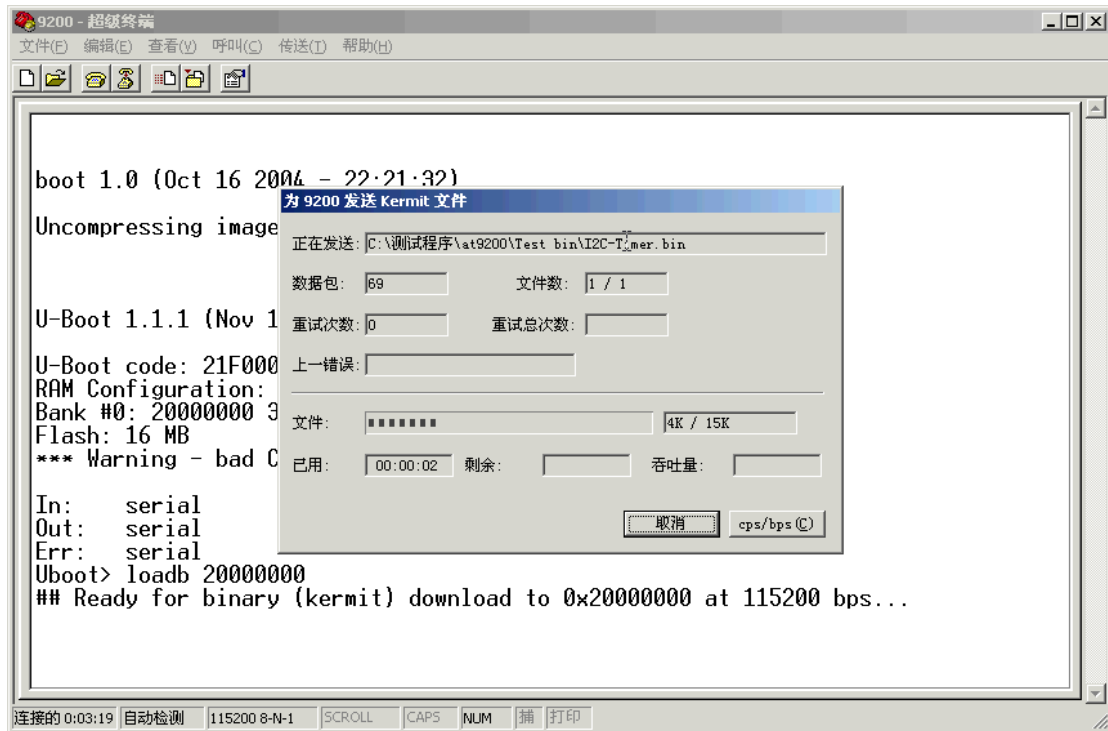 9200 - 超级终端
文件(F) 编辑(E) 查看(V) 呼叫(C) 传送(T) 帮助(H)
boot 1.0 (Oct 16 2004 - 22:21:32)
Uncompressing image
U-Boot 1.1.1 (Nov 1
U-Boot code: 21F000
RAM Configuration:
Bank #0: 20000000 3
Flash: 16 MB
*** Warning - bad C
In: serial
Out: serial
Err: serial
Uboot> loadb 20000000
## Ready for binary (kermit) download to 0x20000000 at 115200 bps...
为 9200 发送 Kermit 文件
正在发送: C:\测试程序\at9200\Test bin\I2C-Timer.bin
数据包: 69 文件数: 1 / 1
重试次数: 0 重试总次数:
上一错误:
文件: 4K / 15K
已用: 00:00:02 剩余: 吞吐量:
取消 cps/bps(C)
连接的 0:03:19 自动检测 115200 8-N-1 SCROLL CAPS NUM 捕 打印